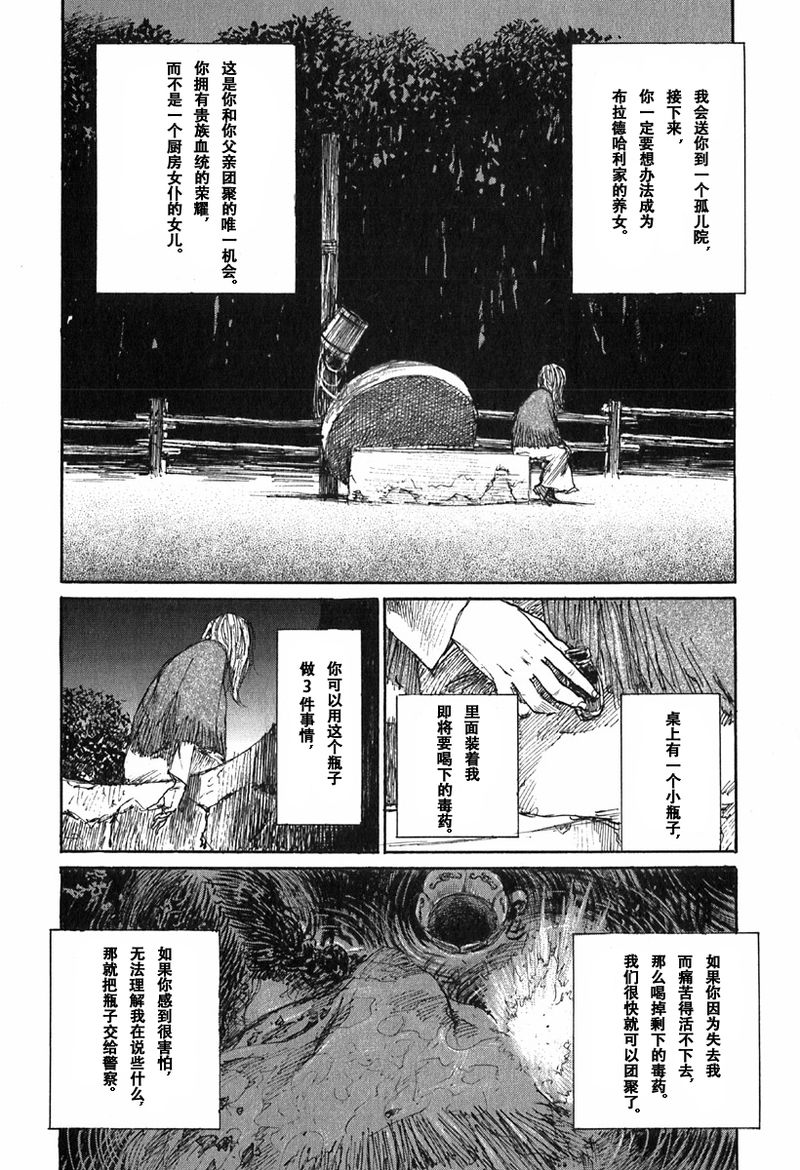 我会送你到一个孤儿院，
接下来，
你一定要想办法成为
布拉德哈利家的养女。
这是你和你父亲团聚的唯一机会。
你拥有贵族血统的荣耀，
而不是一个厨房女仆的女儿。
桌上有一个小瓶子，
里面装着我
即将要喝下的毒药。
你可以用这个瓶子
做3件事情，
如果你因为失去我
而痛苦得活不下去，
那么喝掉剩下的毒药。
我们很快就可以团聚了。
如果你感到很害怕，
无法理解我在说些什么，
那就把瓶子交给警察。